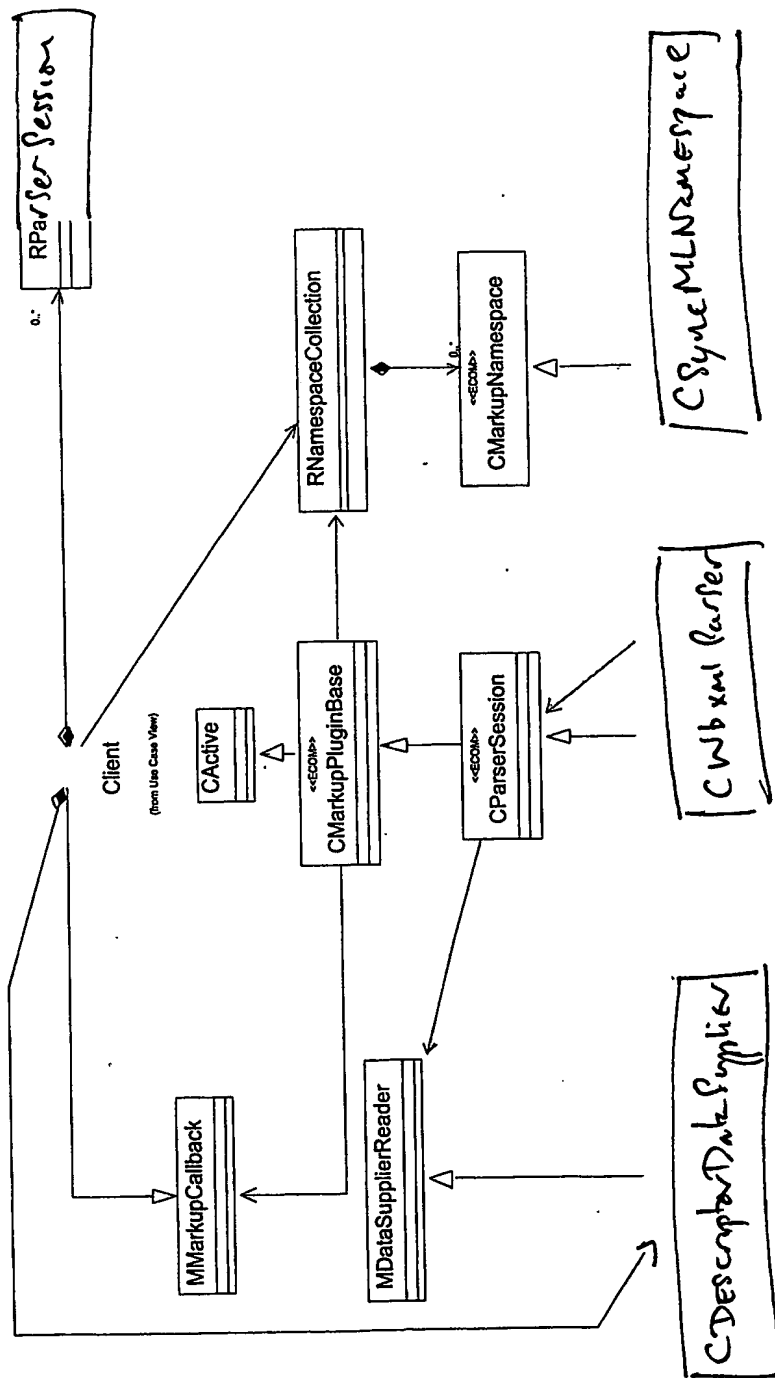 RParserSession
0..*
Client
(from Use Case View)
CActive
MMarkupCallback
<<ECOM>>
CMarkupPluginBase
RNamespaceCollection
MDataSupplierReader
<<ECOM>>
CParserSession
0..*
<<ECOM>>
CMarkupNamespace
CDescriptorDataSupplier
CWbxmlParser
CSyncMLNamespace